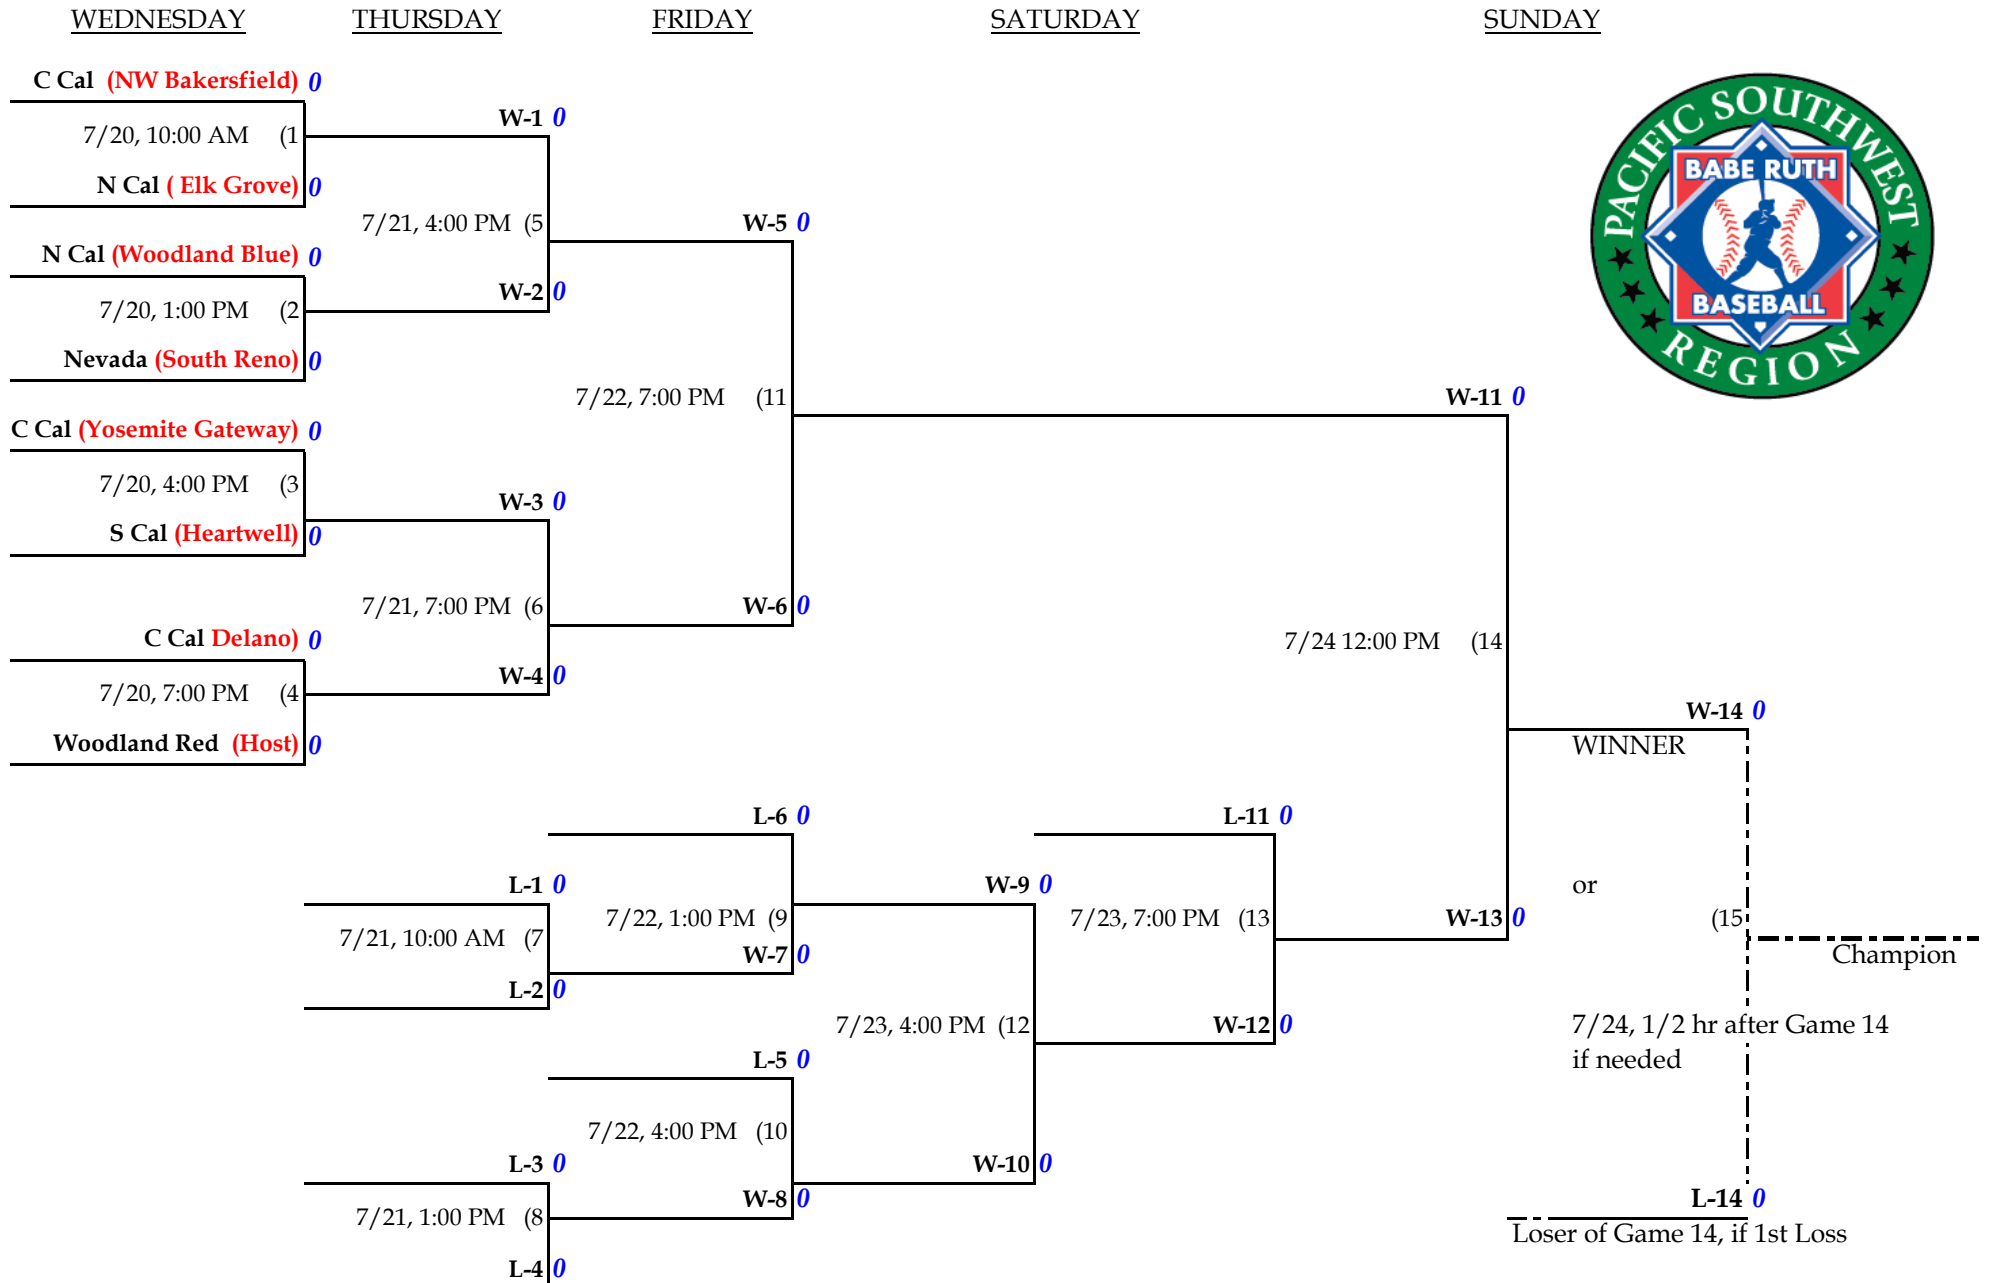 WEDNESDAY THURSDAY FRIDAY SATURDAY SUNDAY
C Cal (NW Bakersfield) 0
W-1 0
7/20, 10:00 AM (1
N Cal ( Elk Grove) 0
7/21, 4:00 PM (5
W-5 0
N Cal (Woodland Blue) 0
W-2 0
7/20, 1:00 PM (2
Nevada (South Reno) 0
7/22, 7:00 PM (11
W-11 0
C Cal (Yosemite Gateway) 0
7/20, 4:00 PM (3
W-3 0
S Cal (Heartwell) 0
7/21, 7:00 PM (6
W-6 0
C Cal Delano) 0
7/24 12:00 PM (14
W-4 0
7/20, 7:00 PM (4
W-14 0
Woodland Red (Host) 0
WINNER
L-6 0
L-11 0
L-1 0
W-9 0
or
7/21, 10:00 AM (7
7/22, 1:00 PM (9
7/23, 7:00 PM (13
W-13 0
(15
W-7 0
Champion
L-2 0
7/23, 4:00 PM (12
W-12 0
7/24, 1/2 hr after Game 14
if needed
L-5 0
7/22, 4:00 PM (10
L-3 0
W-10 0
W-8 0
L-14 0
7/21, 1:00 PM (8
Loser of Game 14, if 1st Loss
L-4 0
PACIFIC SOUTHWEST
BABE RUTH
BASEBALL
REGION